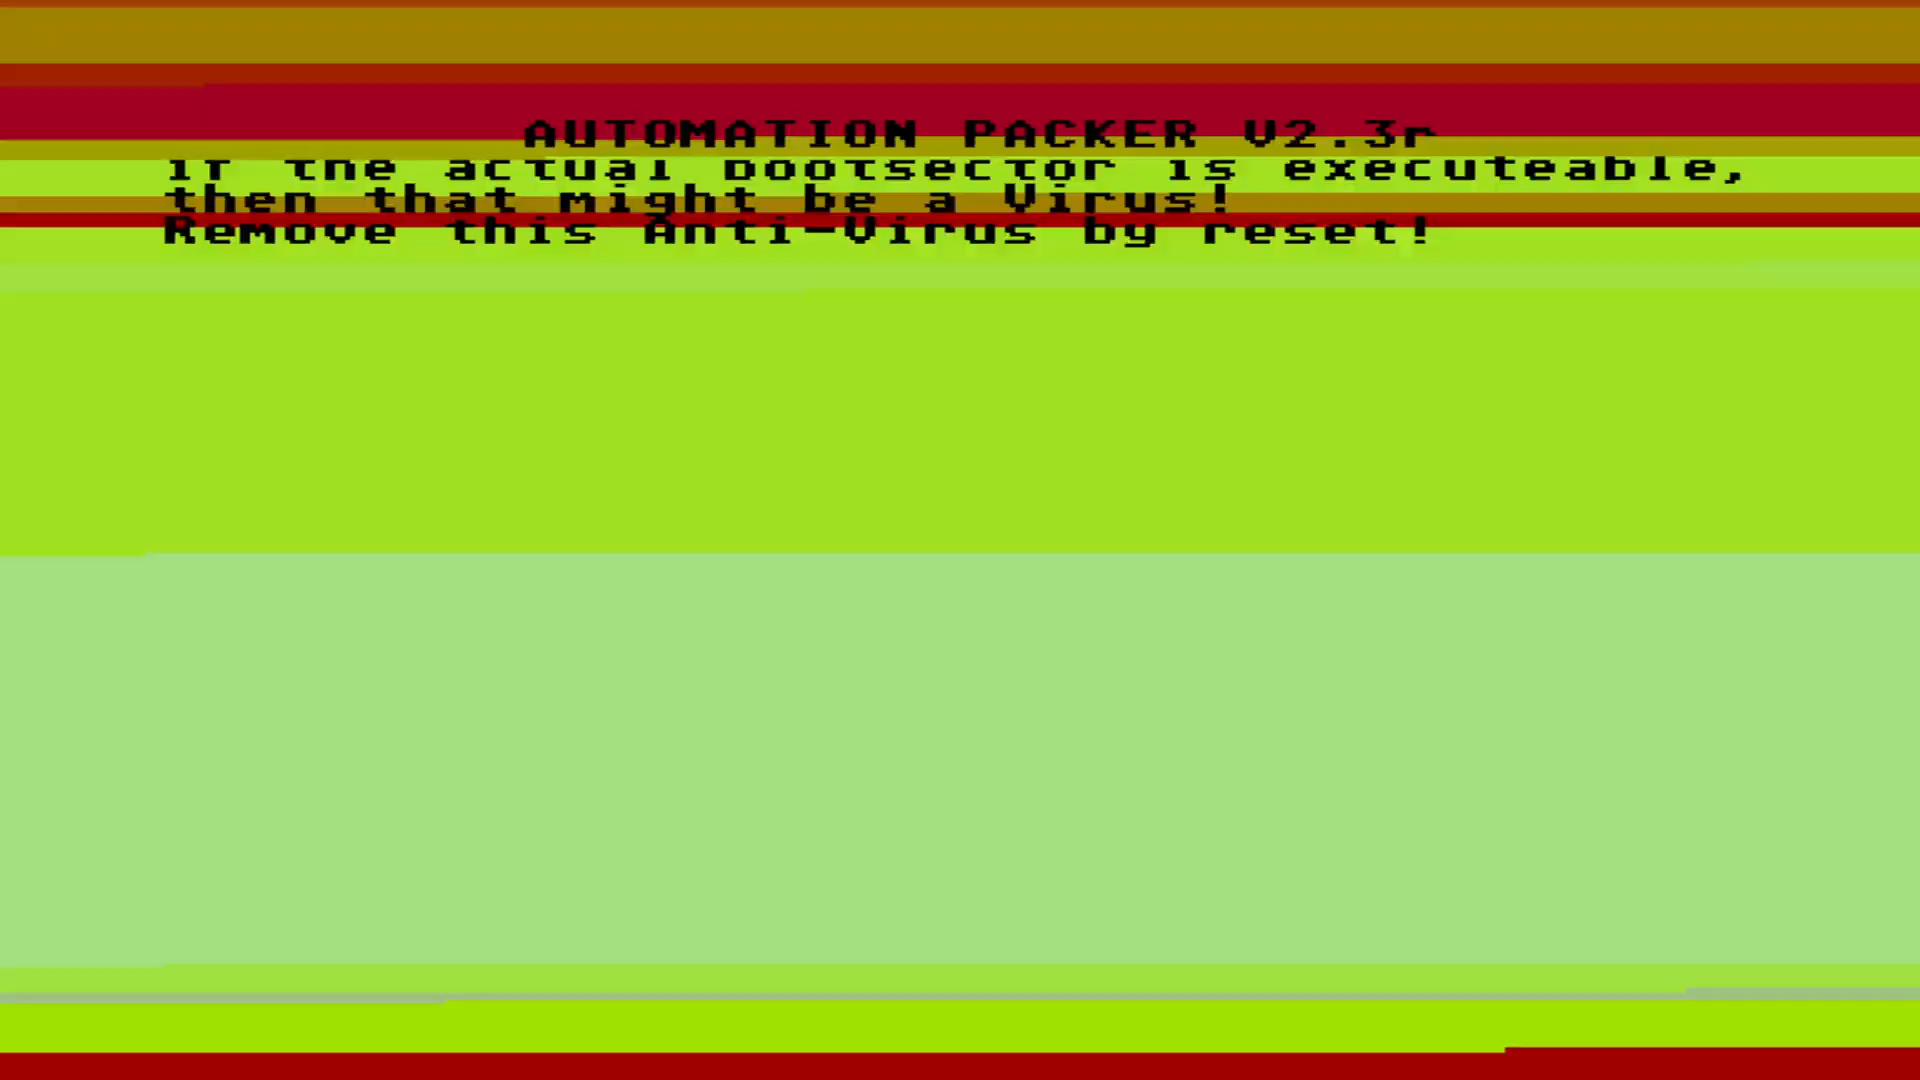 AUTOMATION PACKER V2.3r
if the actual bootsector is executeable,
then that might be a Virus!
Remove this Anti-Virus by reset!